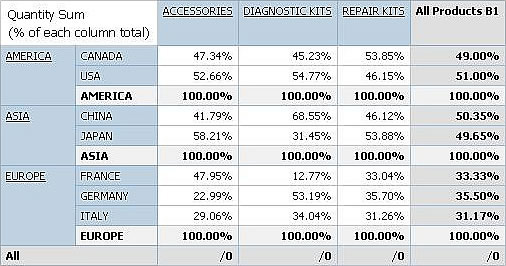 Quantity Sum
(% of each column total) ACCESSORIES DIAGNOSTIC KITS REPAIR KITS All Products B1
AMERICA CANADA 47.34% 45.23% 53.85% 49.00%
USA 52.66% 54.77% 46.15% 51.00%
AMERICA 100.00% 100.00% 100.00% 100.00%
ASIA CHINA 41.79% 68.55% 46.12% 50.35%
JAPAN 58.21% 31.45% 53.88% 49.65%
ASIA 100.00% 100.00% 100.00% 100.00%
EUROPE FRANCE 47.95% 12.77% 33.04% 33.33%
GERMANY 22.99% 53.19% 35.70% 35.50%
ITALY 29.06% 34.04% 31.26% 31.17%
EUROPE 100.00% 100.00% 100.00% 100.00%
All /0 /0 /0 /0